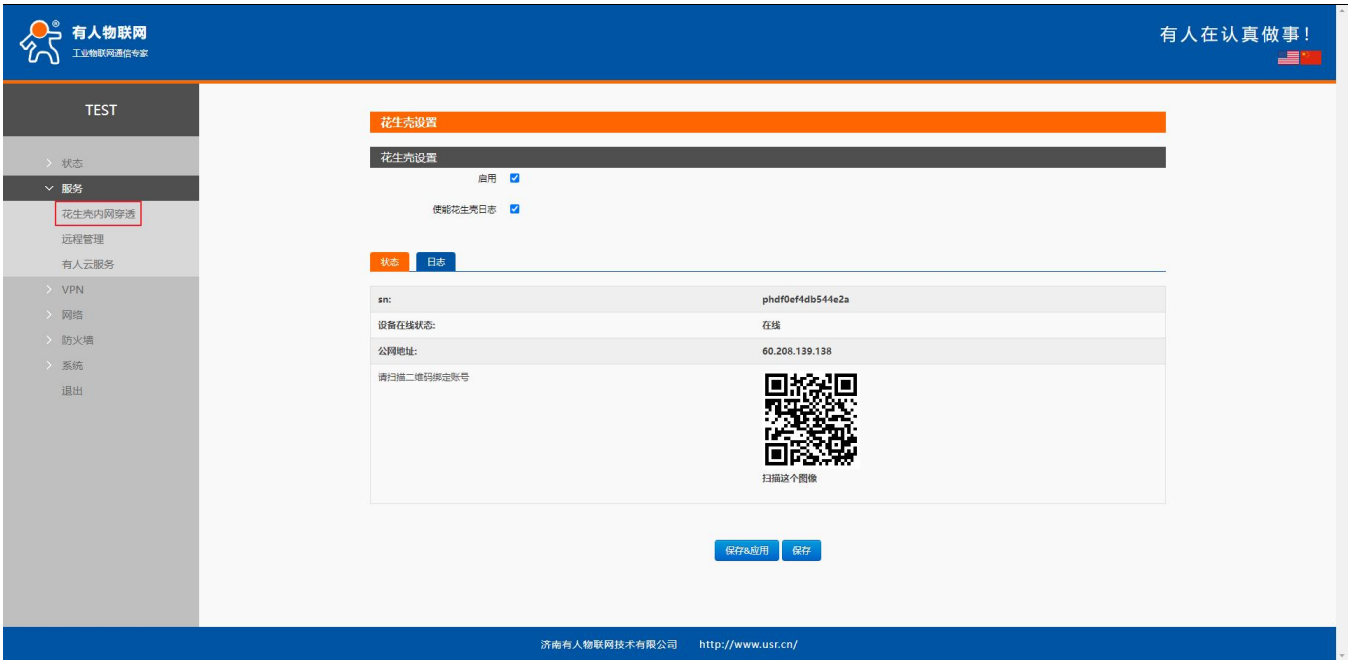 有人物联网
工业物联网通信专家
有人在认真做事！
TEST
状态
服务
花生壳内网穿透
远程管理
有人云服务
VPN
网络
防火墙
系统
退出
花生壳设置
花生壳设置
启用
使能花生壳日志
状态 日志
sn: phdf0ef4db544e2a
设备在线状态: 在线
公网地址: 60.208.139.138
请扫描二维码绑定账号
扫描这个图像
保存&应用 保存
济南有人物联网技术有限公司 http://www.usr.cn/